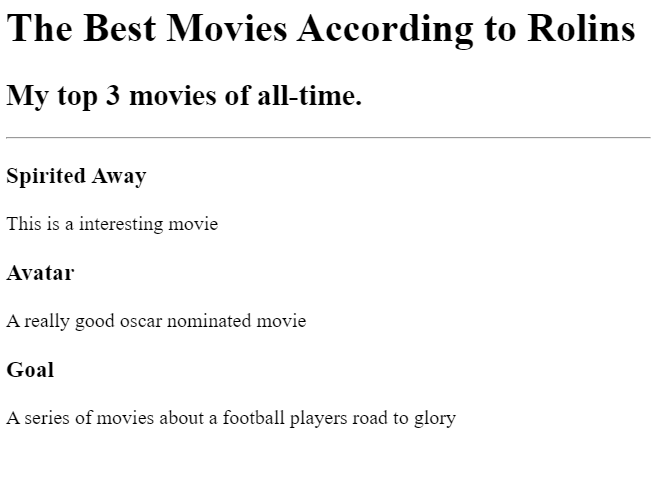 The Best Movies According to Rolins
My top 3 movies of all-time.
Spirited Away
This is a interesting movie
Avatar
A really good oscar nominated movie
Goal
A series of movies about a football players road to glory